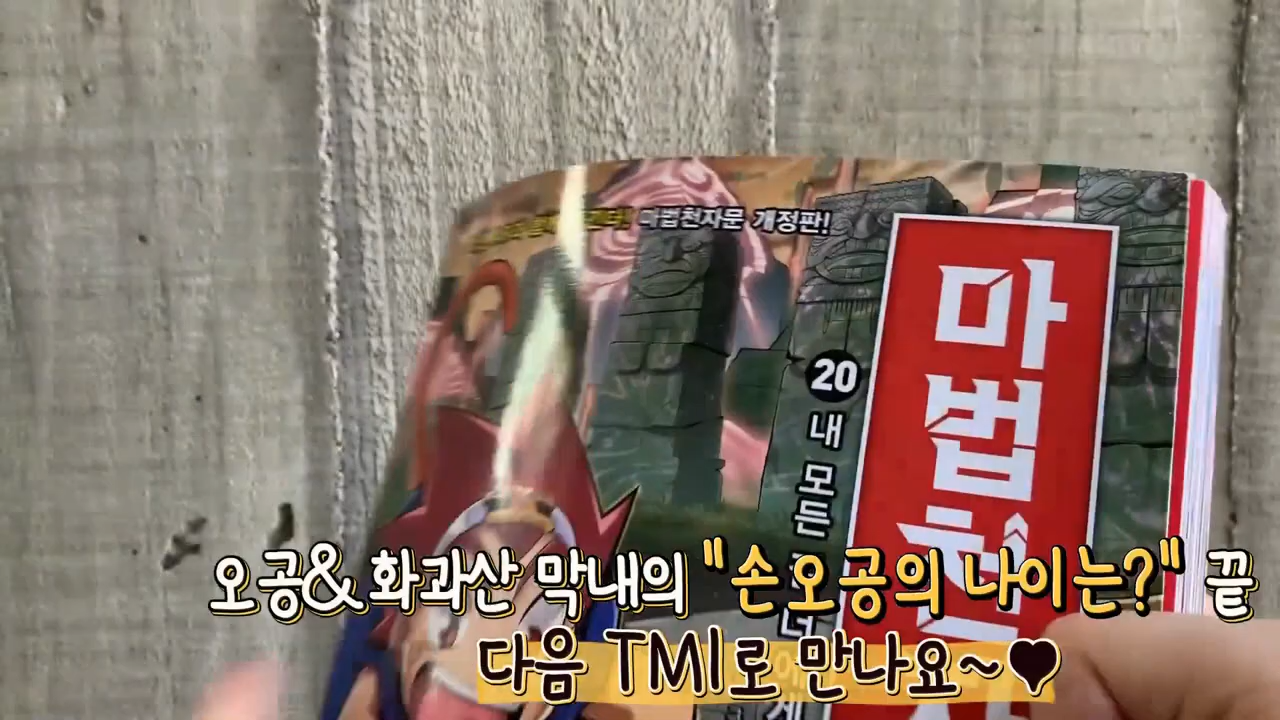 마법천자문 개정판!
마법천
20
내 모든
오공&화과산 막내의 "손오공의 나이는?" 끝
다음 TMI로 만나요~♥